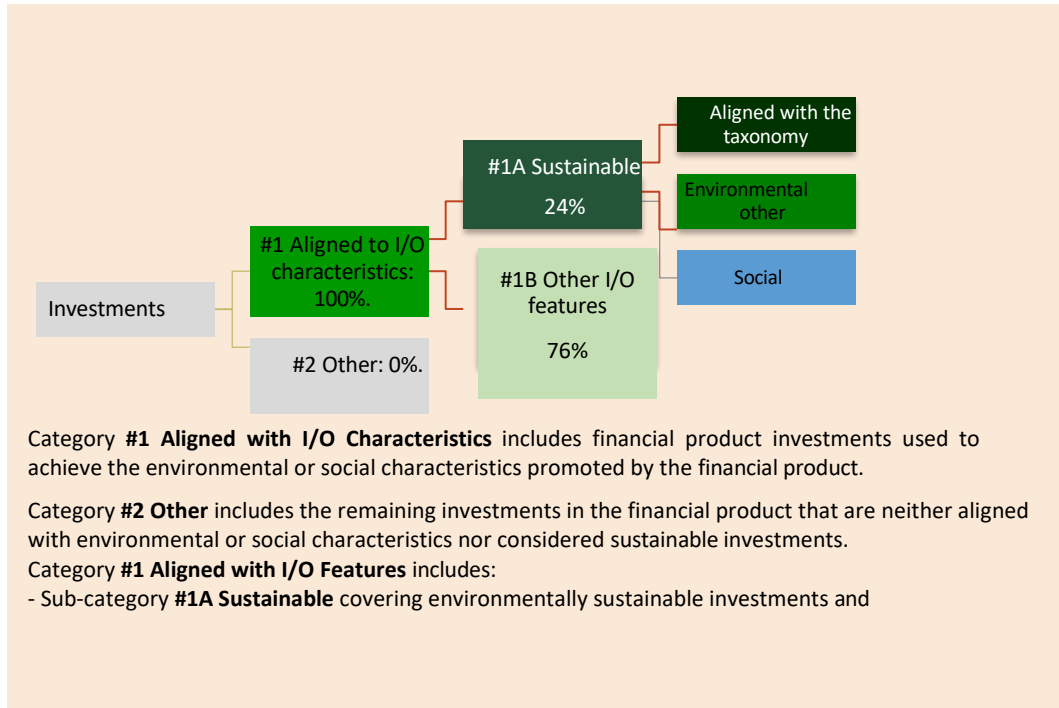 Aligned with the
taxonomy
#1A Sustainable
24%
Environmental
other
#1 Aligned to I/O
characteristics:
100%.
#1B Other I/O
features
76%
Social
Investments
#2 Other: 0%.
Category #1 Aligned with I/O Characteristics includes financial product investments used to
achieve the environmental or social characteristics promoted by the financial product.
Category #2 Other includes the remaining investments in the financial product that are neither aligned
with environmental or social characteristics nor considered sustainable investments.
Category #1 Aligned with I/O Features includes:
- Sub-category #1A Sustainable covering environmentally sustainable investments and